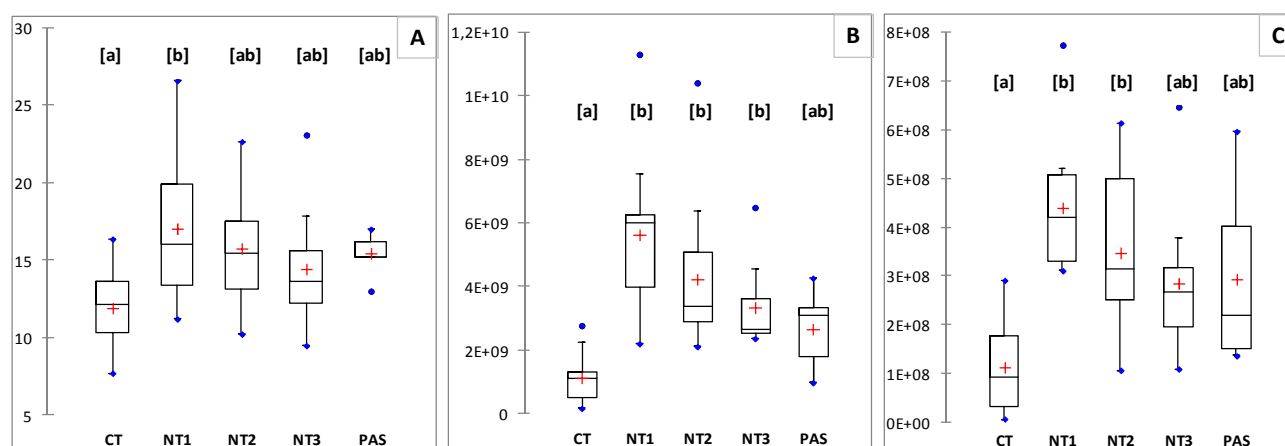 A
30
25
20
15
10
5
[a] [b] [ab] [ab] [ab]
CT NT1 NT2 NT3 PAS
B
1,2E+10
1E+10
8E+09
6E+09
4E+09
2E+09
0
[a] [b] [b] [b] [ab]
CT NT1 NT2 NT3 PAS
C
8E+08
7E+08
6E+08
5E+08
4E+08
3E+08
2E+08
1E+08
0E+00
[a] [b] [b] [ab] [ab]
CT NT1 NT2 NT3 PAS